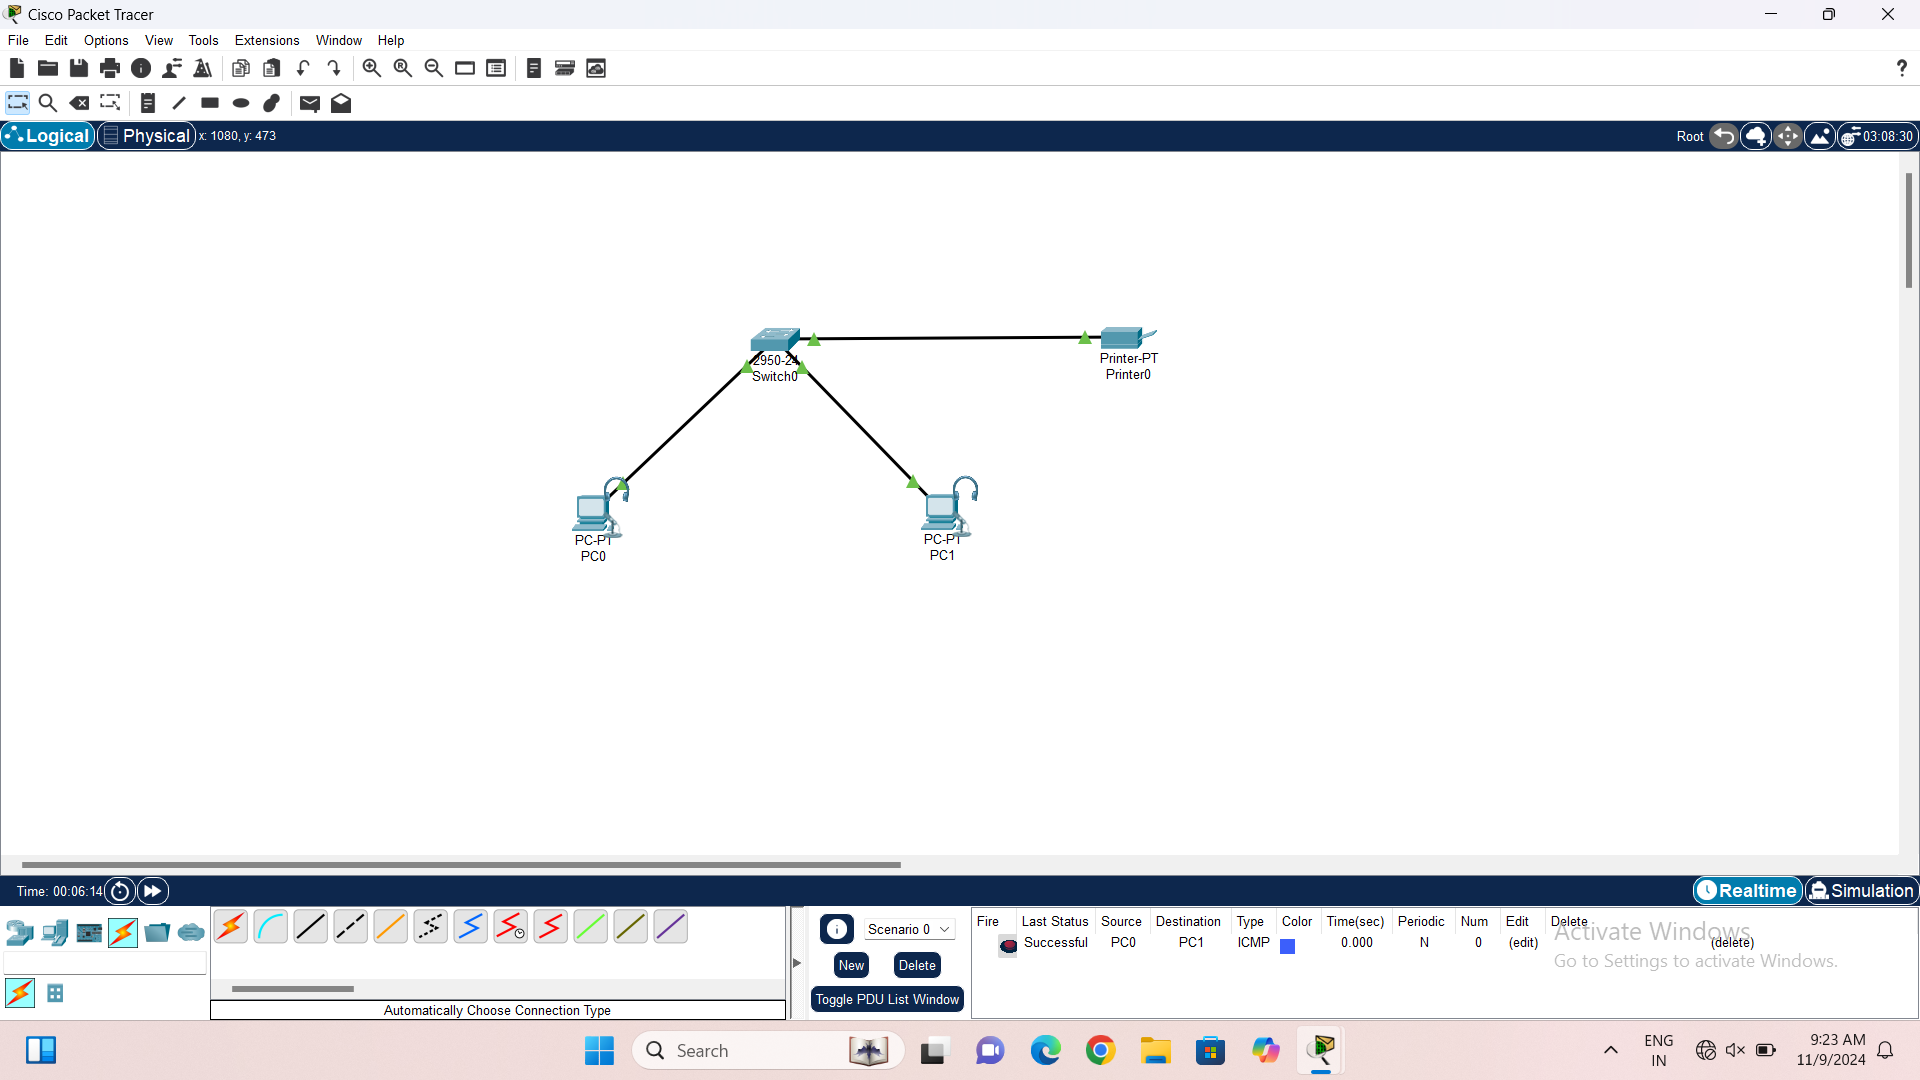 Cisco Packet Tracer
File Edit Options View Tools Extensions Window Help
Logical Physical x: 1080, y: 473
Root 03:08:30
2950-24
Switch0
Printer-PT
Printer0
PC-PT
PC0
PC-PT
PC1
Time: 00:06:14
Realtime Simulation
Automatically Choose Connection Type
Scenario 0
New Delete
Toggle PDU List Window
Fire Last Status Source Destination Type Color Time(sec) Periodic Num Edit Delete
Successful PC0 PC1 ICMP 0.000 N 0 (edit) (delete)
Activate Windows
Go to Settings to activate Windows.
Search
ENG
IN
9:23 AM
11/9/2024